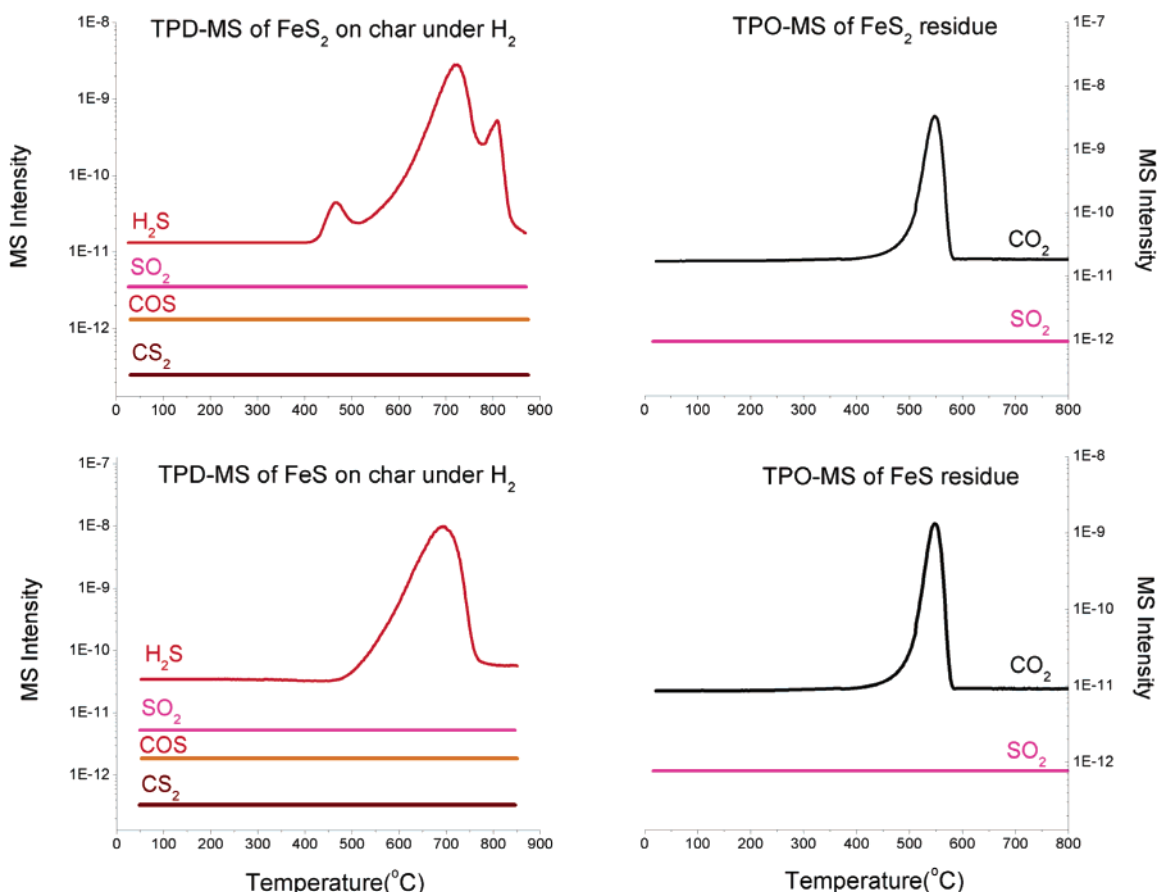 TPD-MS of FeS₂ on char under H₂
1E-8
1E-9
1E-10
1E-11
1E-12
MS Intensity
H₂S
SO₂
COS
CS₂
0 100 200 300 400 500 600 700 800 900
TPO-MS of FeS₂ residue
1E-7
1E-8
1E-9
1E-10
1E-11
1E-12
MS Intensity
CO₂
SO₂
0 100 200 300 400 500 600 700 800
TPD-MS of FeS on char under H₂
1E-7
1E-8
1E-9
1E-10
1E-11
1E-12
MS Intensity
H₂S
SO₂
COS
CS₂
0 100 200 300 400 500 600 700 800 900
Temperature(°C)
TPO-MS of FeS residue
1E-8
1E-9
1E-10
1E-11
1E-12
MS Intensity
CO₂
SO₂
0 100 200 300 400 500 600 700 800
Temperature(°C)